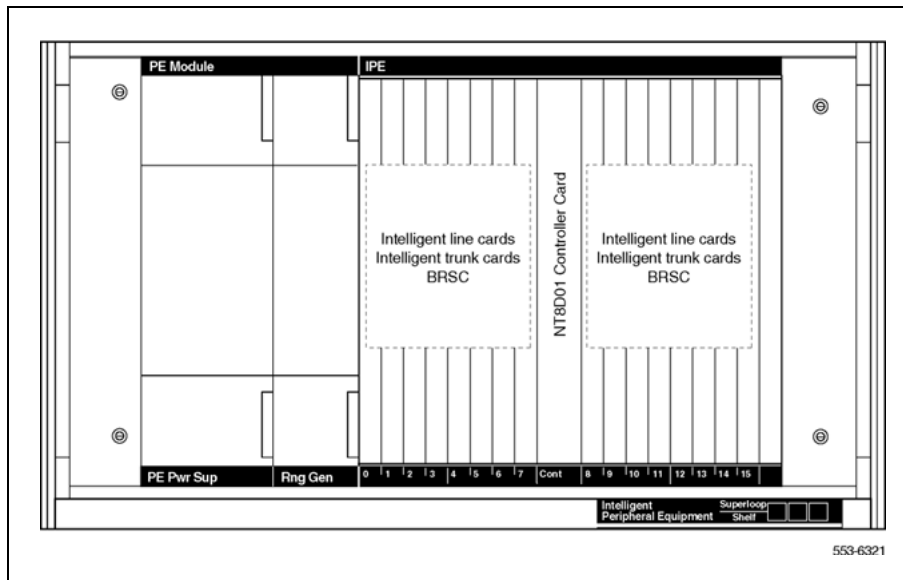 PE Module
IPE
Intelligent line cards
Intelligent trunk cards
BRSC
NT8D01 Controller Card
Intelligent line cards
Intelligent trunk cards
BRSC
PE Pwr Sup
Rng Gen
0 1 2 3 4 5 6 7 Cont 8 9 10 11 12 13 14 15
Intelligent
Peripheral Equipment
Superloop
Shelf
553-6321